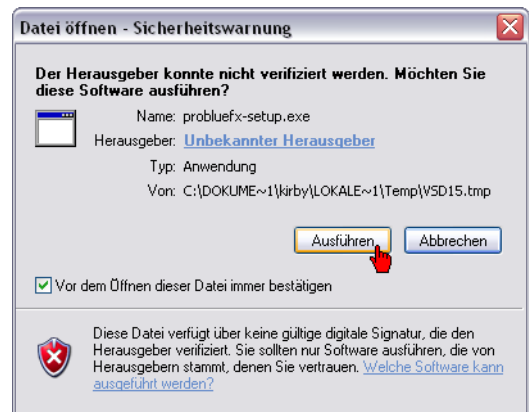 Datei öffnen - Sicherheitswarnung
Der Herausgeber konnte nicht verifiziert werden. Möchten Sie
diese Software ausführen?
Name: probluefx-setup.exe
Herausgeber: Unbekannter Herausgeber
Typ: Anwendung
Von: C:\DOKUME~1\kirby\LOKALE~1\Temp\VSD15.tmp
Ausführen
Abbrechen
Vor dem Öffnen dieser Datei immer bestätigen
Diese Datei verfügt über keine gültige digitale Signatur, die den
Herausgeber verifiziert. Sie sollten nur Software ausführen, die von
Herausgebern stammt, denen Sie vertrauen. Welche Software kann
ausgeführt werden?